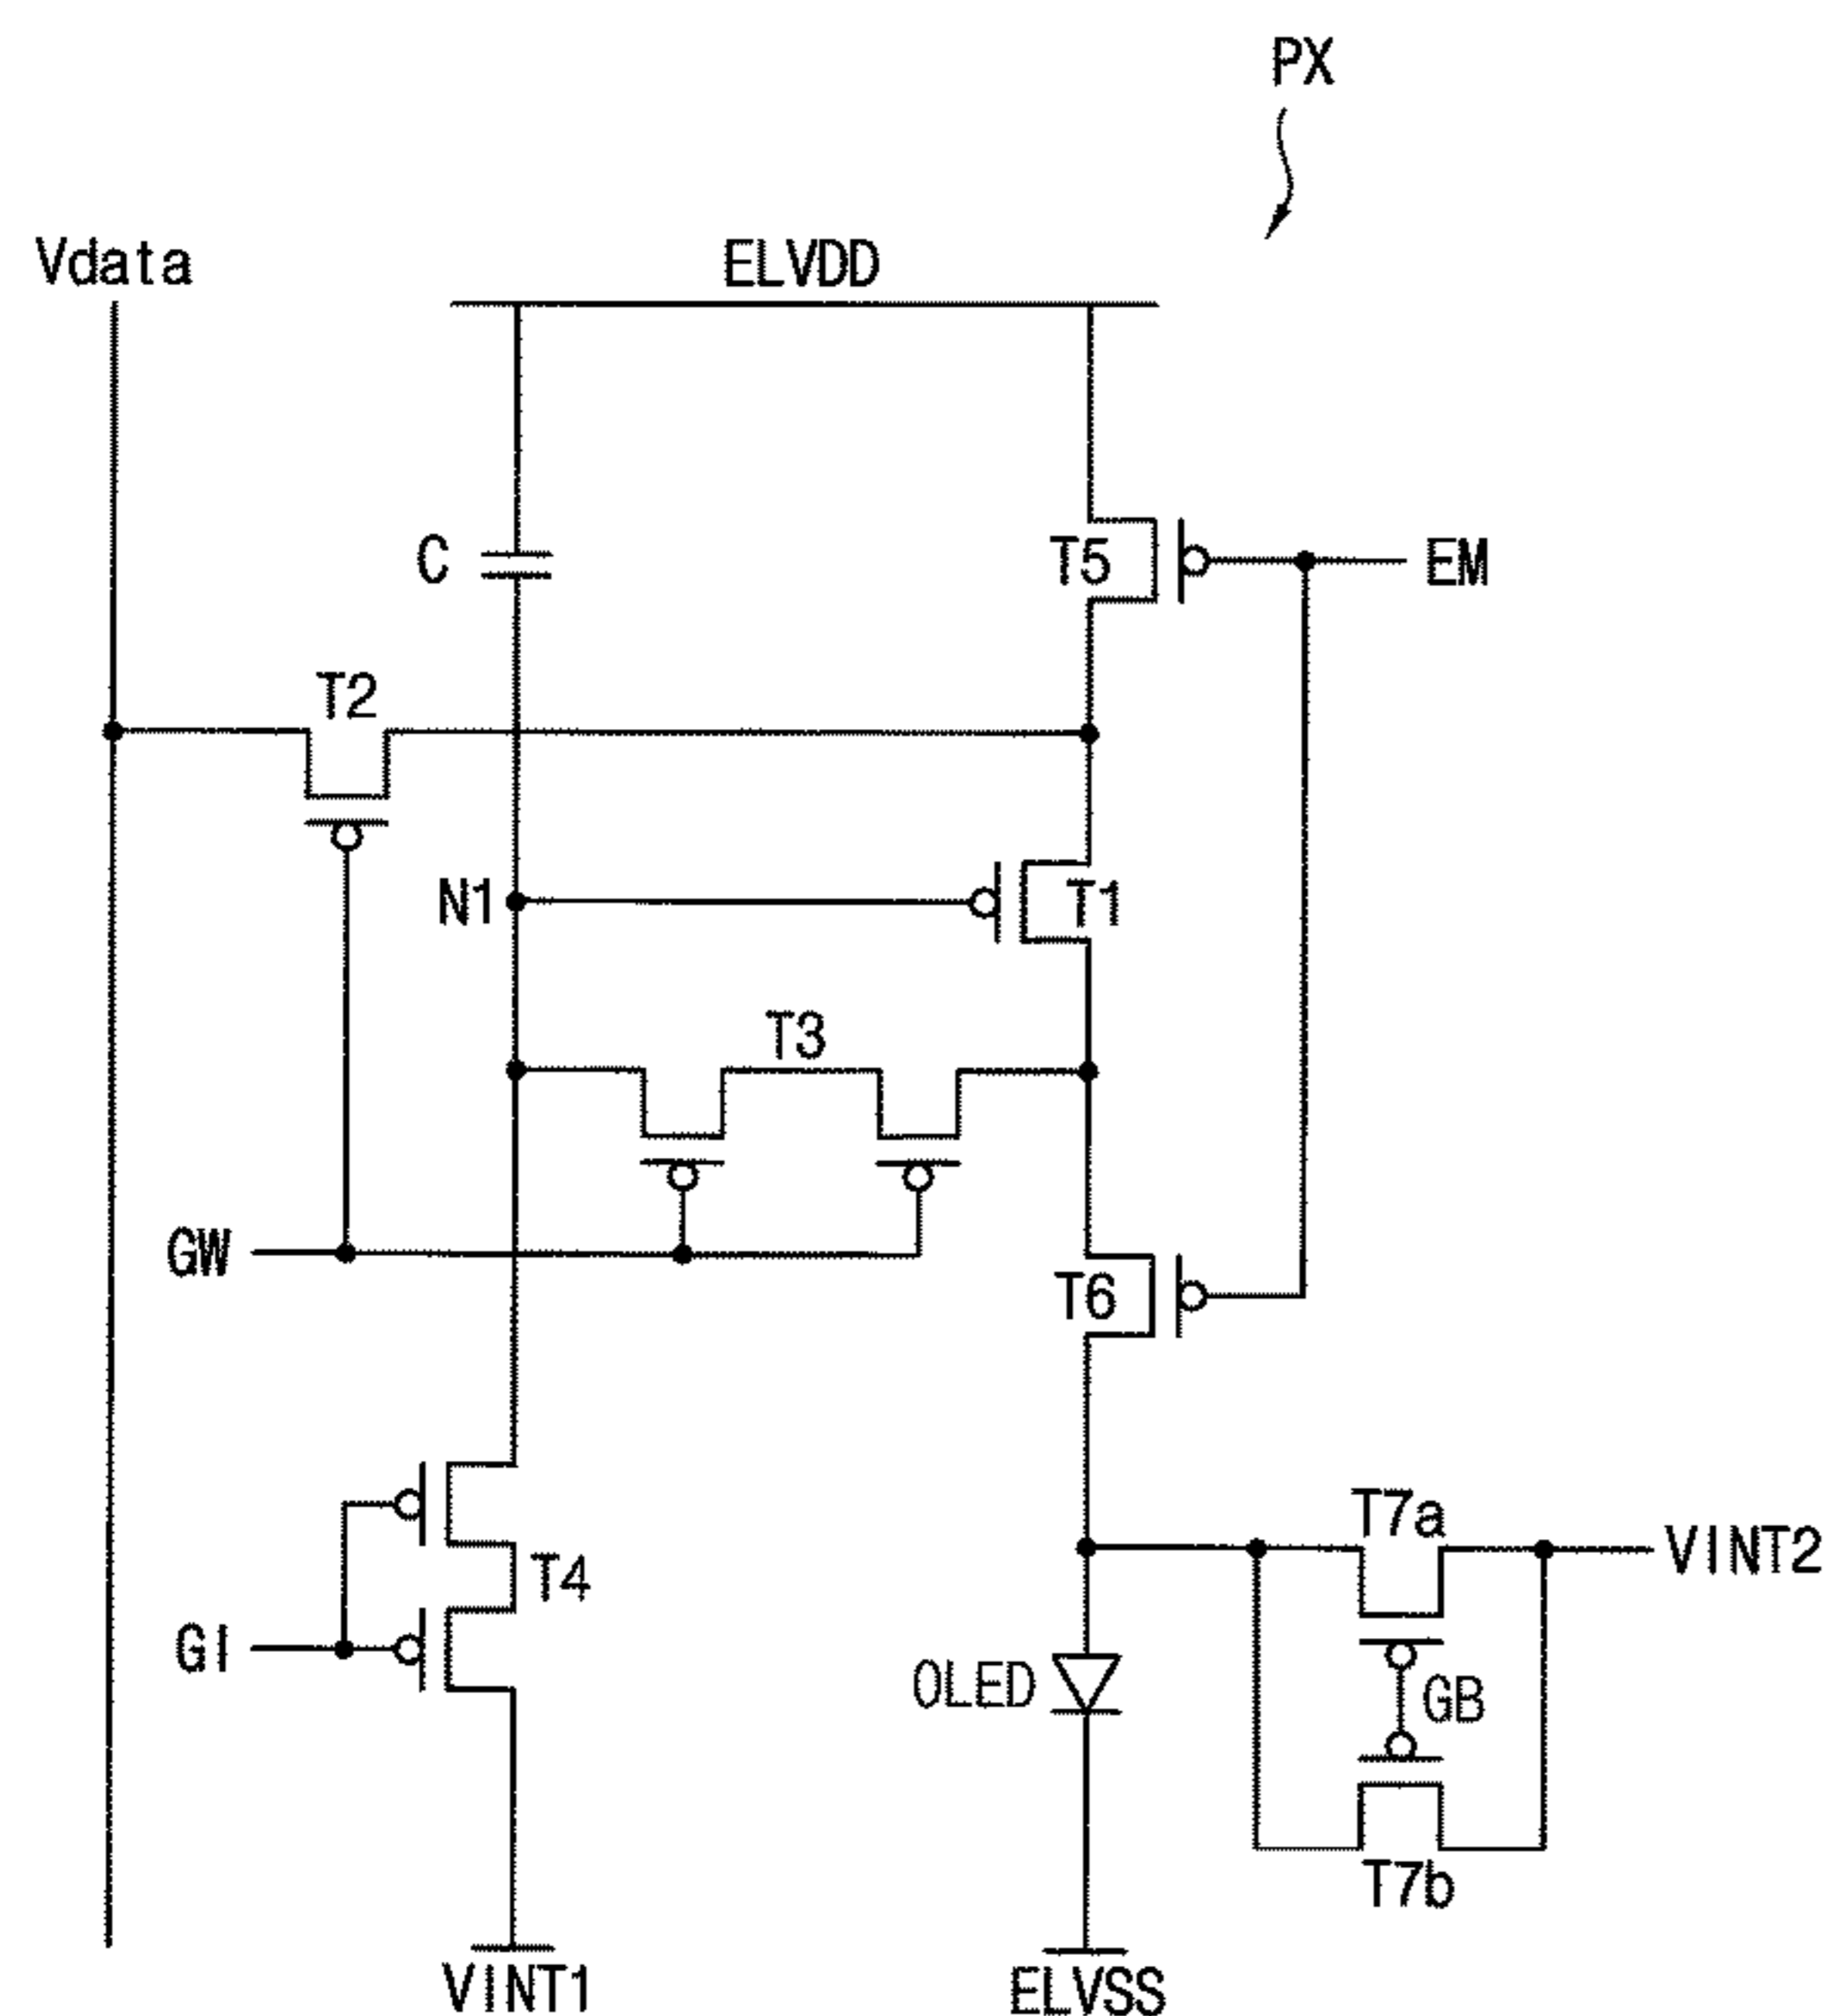 PX
Vdata
ELVDD
C
T5
EM
T2
N1
T1
T3
GW
T6
T7a
VINT2
T4
GI
OLED
GB
T7b
VINT1
ELVSS